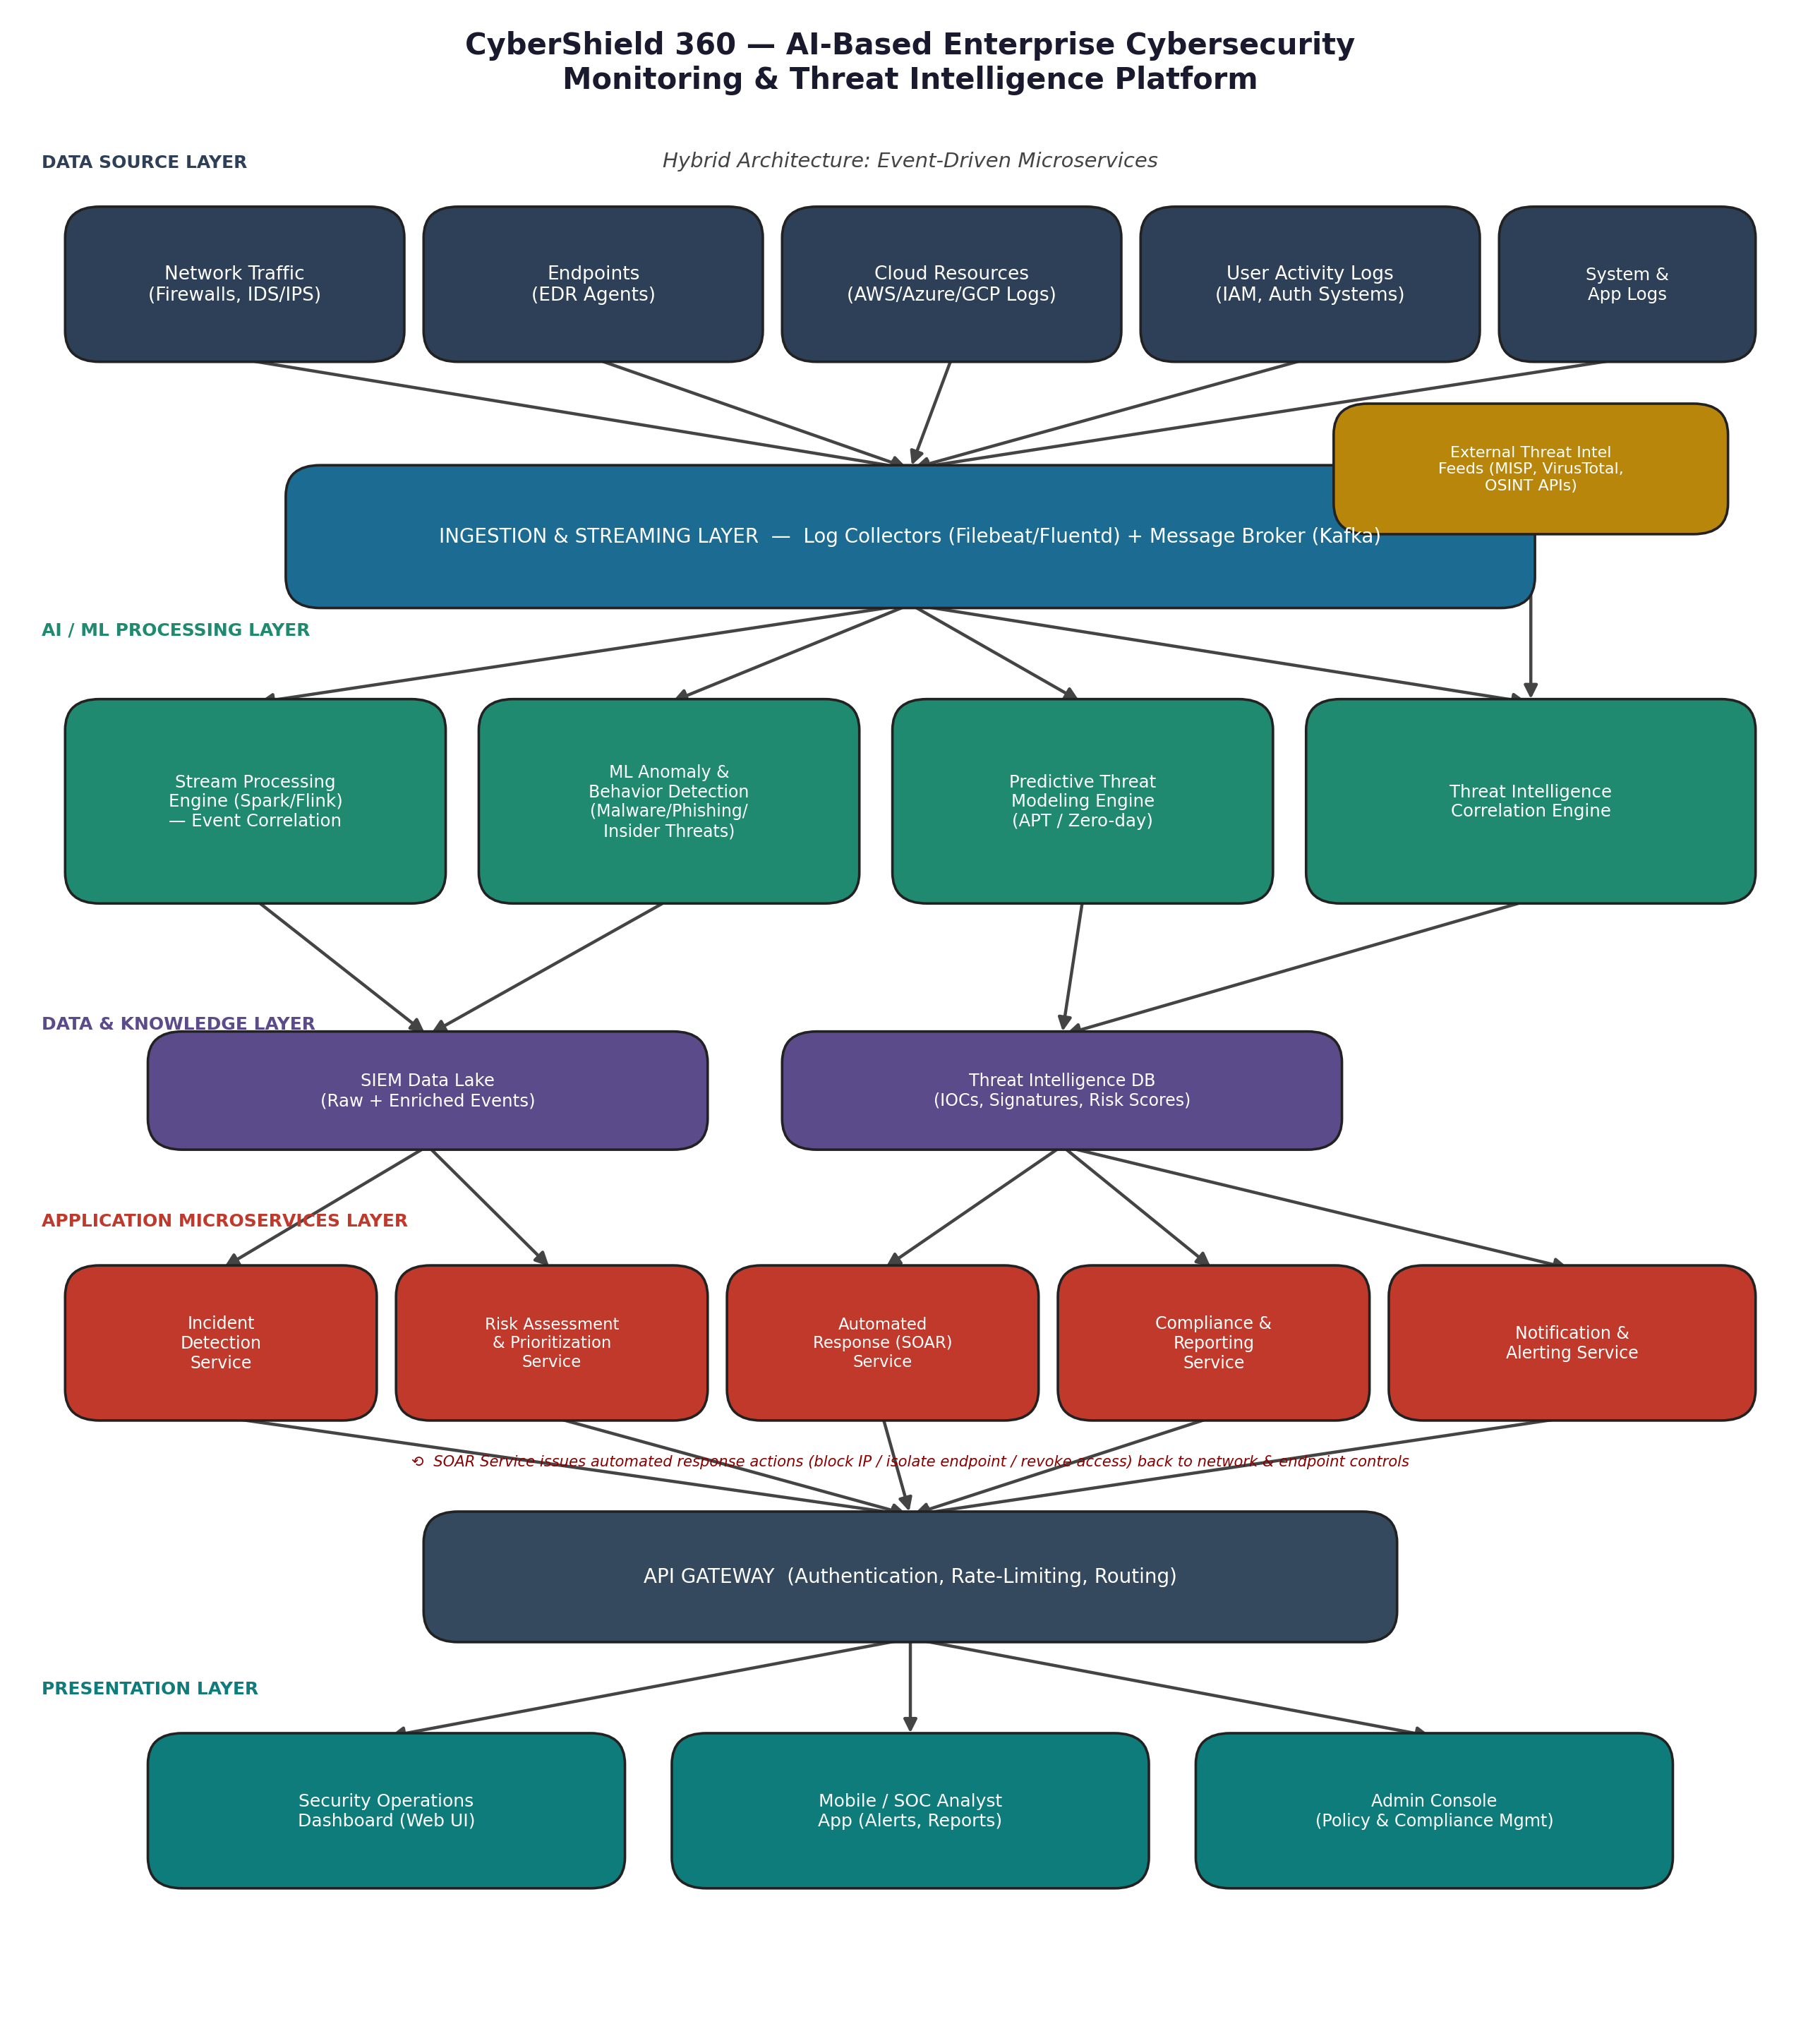 CyberShield 360 — AI-Based Enterprise Cybersecurity
Monitoring & Threat Intelligence Platform
DATA SOURCE LAYER
Hybrid Architecture: Event-Driven Microservices
Network Traffic
(Firewalls, IDS/IPS)
Endpoints
(EDR Agents)
Cloud Resources
(AWS/Azure/GCP Logs)
User Activity Logs
(IAM, Auth Systems)
System &
App Logs
External Threat Intel
Feeds (MISP, VirusTotal,
OSINT APIs)
INGESTION & STREAMING LAYER — Log Collectors (Filebeat/Fluentd) + Message Broker (Kafka)
AI / ML PROCESSING LAYER
Stream Processing
Engine (Spark/Flink)
— Event Correlation
ML Anomaly &
Behavior Detection
(Malware/Phishing/
Insider Threats)
Predictive Threat
Modeling Engine
(APT / Zero-day)
Threat Intelligence
Correlation Engine
DATA & KNOWLEDGE LAYER
SIEM Data Lake
(Raw + Enriched Events)
Threat Intelligence DB
(IOCs, Signatures, Risk Scores)
APPLICATION MICROSERVICES LAYER
Incident
Detection
Service
Risk Assessment
& Prioritization
Service
Automated
Response (SOAR)
Service
Compliance &
Reporting
Service
Notification &
Alerting Service
⟲ SOAR Service issues automated response actions (block IP / isolate endpoint / revoke access) back to network & endpoint controls
API GATEWAY (Authentication, Rate-Limiting, Routing)
PRESENTATION LAYER
Security Operations
Dashboard (Web UI)
Mobile / SOC Analyst
App (Alerts, Reports)
Admin Console
(Policy & Compliance Mgmt)